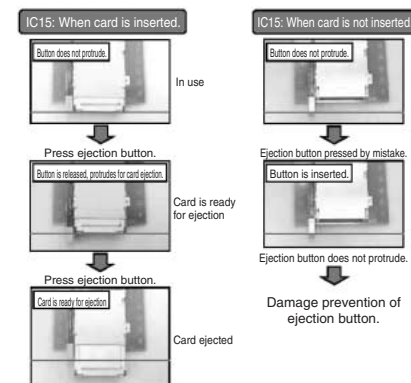 IC15: When card is inserted.
Button does not protrude.
In use
Press ejection button.
Button is released, protrudes for card ejection.
Card is ready
for ejection
Press ejection button.
Card is ready for ejection
Card ejected
IC15: When card is not inserted.
Button does not protrude.
Ejection button pressed by mistake.
Button is inserted.
Ejection button does not protrude.
Damage prevention of
ejection button.